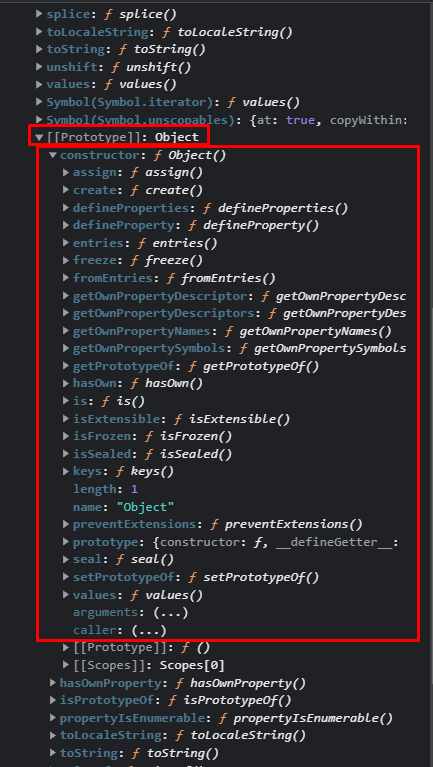 splice: ƒ splice()
toLocaleString: ƒ toLocaleString()
toString: ƒ toString()
unshift: ƒ unshift()
values: ƒ values()
Symbol(Symbol.iterator): ƒ values()
Symbol(Symbol.unscopables): {at: true, copyWithin:
[[Prototype]]: Object
constructor: ƒ Object()
assign: ƒ assign()
create: ƒ create()
defineProperties: ƒ defineProperties()
defineProperty: ƒ defineProperty()
entries: ƒ entries()
freeze: ƒ freeze()
fromEntries: ƒ fromEntries()
getOwnPropertyDescriptor: ƒ getOwnPropertyDesc
getOwnPropertyDescriptors: ƒ getOwnPropertyDes
getOwnPropertyNames: ƒ getOwnPropertyNames()
getOwnPropertySymbols: ƒ getOwnPropertySymbols
getPrototypeOf: ƒ getPrototypeOf()
hasOwn: ƒ hasOwn()
is: ƒ is()
isExtensible: ƒ isExtensible()
isFrozen: ƒ isFrozen()
isSealed: ƒ isSealed()
keys: ƒ keys()
length: 1
name: "Object"
preventExtensions: ƒ preventExtensions()
prototype: {constructor: ƒ, __defineGetter__:
seal: ƒ seal()
setPrototypeOf: ƒ setPrototypeOf()
values: ƒ values()
arguments: (...)
caller: (...)
[[Prototype]]: ƒ ()
[[Scopes]]: Scopes[0]
hasOwnProperty: ƒ hasOwnProperty()
isPrototypeOf: ƒ isPrototypeOf()
propertyIsEnumerable: ƒ propertyIsEnumerable()
toLocaleString: ƒ toLocaleString()
toString: ƒ toString()